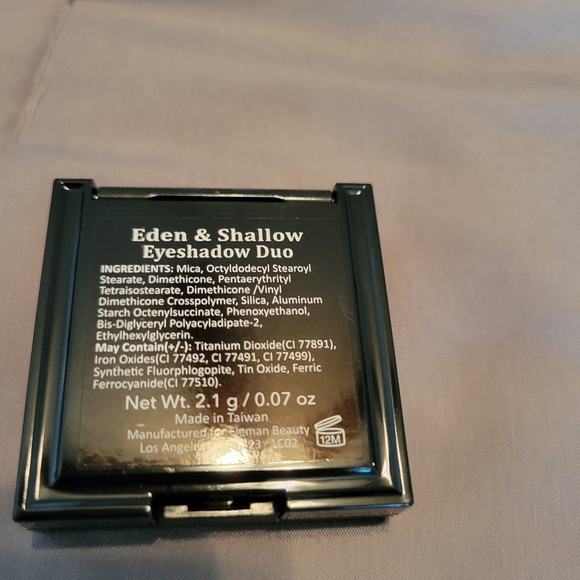 Eden & Shallow
Eyeshadow Duo
INGREDIENTS: Mica, Octyldodecyl Stearoyl
Stearate, Dimethicone, Pentaerythrityl
Tetraisostearate, Dimethicone /Vinyl
Dimethicone Crosspolymer, Silica, Aluminum
Starch Octenylsuccinate, Phenoxyethanol,
Bis-Diglyceryl Polyacyladipate-2,
Ethylhexylglycerin.
May Contain(+/-): Titanium Dioxide(CI 77891),
Iron Oxides(CI 77492, CI 77491, CI 77499),
Synthetic Fluorphlogopite, Tin Oxide, Ferric
Ferrocyanide(CI 77510).
Net Wt. 2.1 g / 0.07 oz
Made in Taiwan
Manufactured for Beauty
Los Angeles 1C02
12M